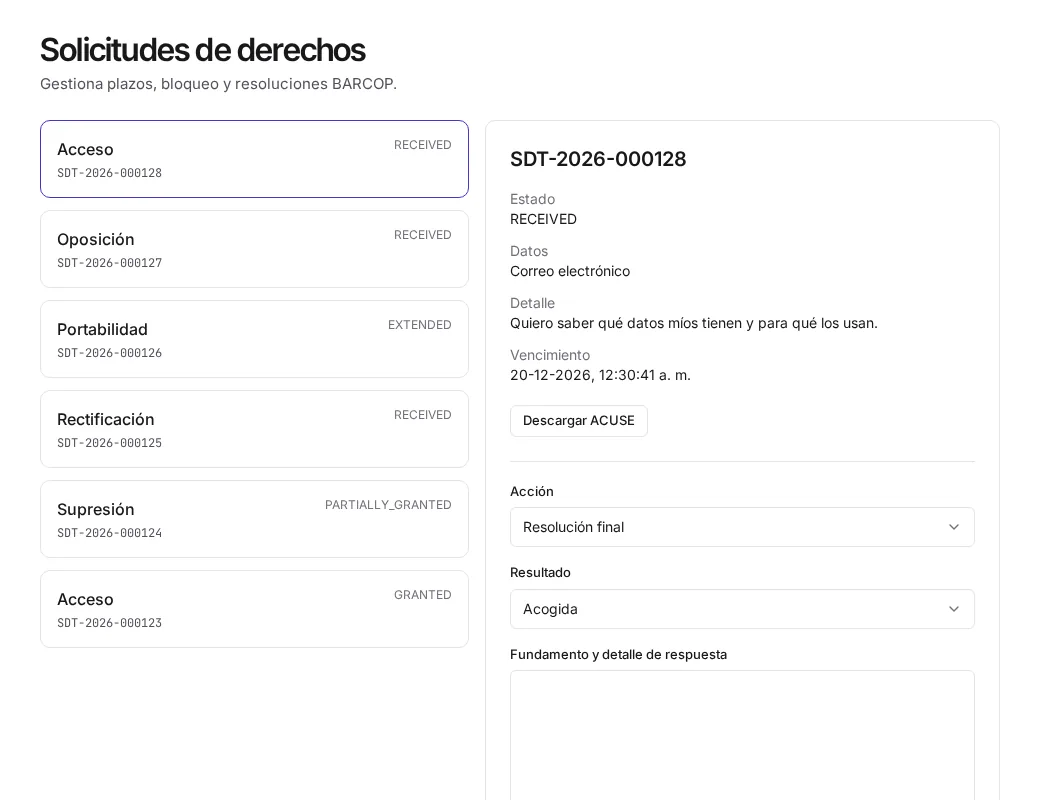 Solicitudes de derechos
Gestiona plazos, bloqueo y resoluciones BARCOP.
Acceso
RECEIVED
SDT-2026-000128
Oposición
RECEIVED
SDT-2026-000127
Portabilidad
EXTENDED
SDT-2026-000126
Rectificación
RECEIVED
SDT-2026-000125
Supresión
PARTIALLY_GRANTED
SDT-2026-000124
Acceso
GRANTED
SDT-2026-000123
SDT-2026-000128
Estado
RECEIVED
Datos
Correo electrónico
Detalle
Quiero saber qué datos míos tienen y para qué los usan.
Vencimiento
20-12-2026, 12:30:41 a. m.
Descargar ACUSE
Acción
Resolución final
Resultado
Acogida
Fundamento y detalle de respuesta